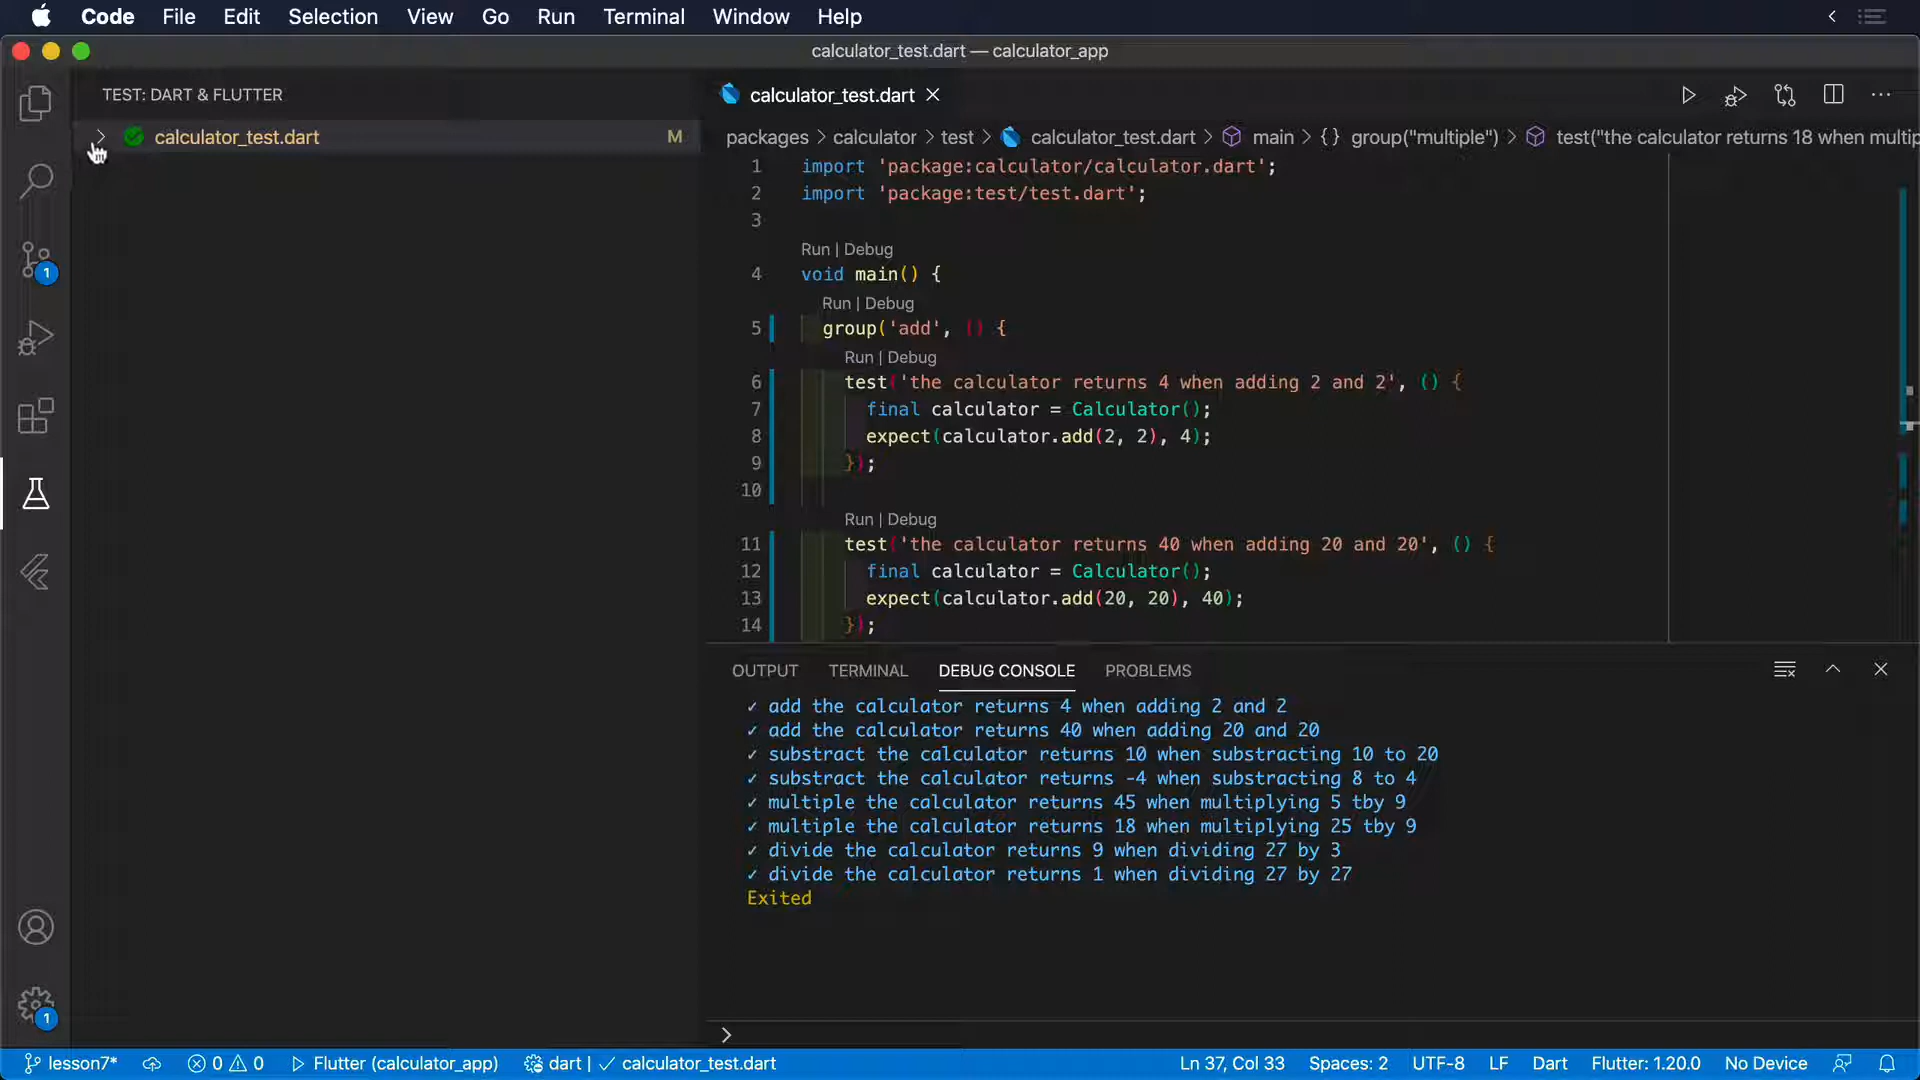 Code File Edit Selection View Go Run Terminal Window Help
calculator_test.dart — calculator_app
TEST: DART & FLUTTER
calculator_test.dart M
calculator_test.dart
packages > calculator > test > calculator_test.dart > main > {} group("multiple") > test("the calculator returns 18 when multip
1 import 'package:calculator/calculator.dart';
2 import 'package:test/test.dart';
3
Run | Debug
4 void main() {
Run | Debug
5 group('add', () {
Run | Debug
6 test('the calculator returns 4 when adding 2 and 2', () {
7 final calculator = Calculator();
8 expect(calculator.add(2, 2), 4);
9 });
10
Run | Debug
11 test('the calculator returns 40 when adding 20 and 20', () {
12 final calculator = Calculator();
13 expect(calculator.add(20, 20), 40);
14 });
OUTPUT TERMINAL DEBUG CONSOLE PROBLEMS
✓ add the calculator returns 4 when adding 2 and 2
✓ add the calculator returns 40 when adding 20 and 20
✓ substract the calculator returns 10 when substracting 10 to 20
✓ substract the calculator returns -4 when substracting 8 to 4
✓ multiple the calculator returns 45 when multiplying 5 tby 9
✓ multiple the calculator returns 18 when multiplying 25 tby 9
✓ divide the calculator returns 9 when dividing 27 by 3
✓ divide the calculator returns 1 when dividing 27 by 27
Exited
1
1
lesson7* 0 0 Flutter (calculator_app) dart | ✓ calculator_test.dart Ln 37, Col 33 Spaces: 2 UTF-8 LF Dart Flutter: 1.20.0 No Device